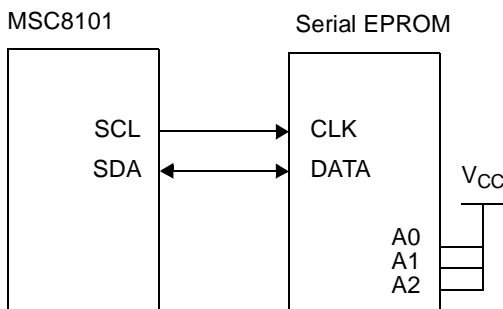 MSC8101
Serial EPROM
SCL
CLK
SDA
DATA
VCC
A0
A1
A2